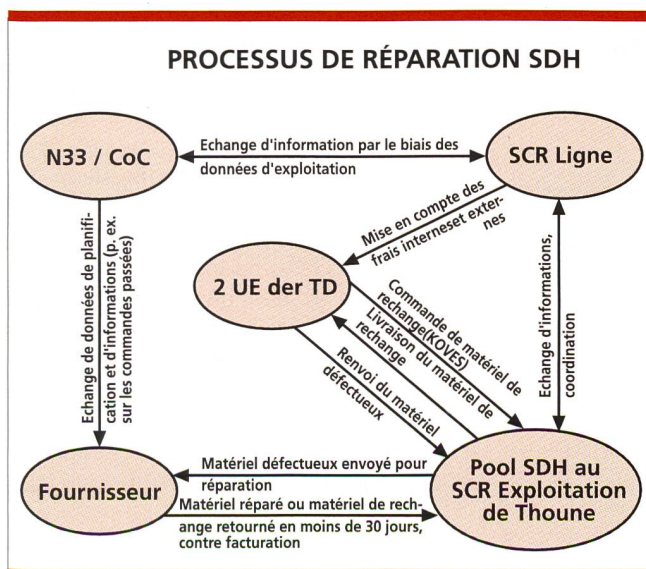 PROCESSUS DE RÉPARATION SDH
N33 / CoC
Echange d'information par le biais des
données d'exploitation
SCR Ligne
Mise en compte des
frais interneset exter-
nes
2 UE der TD
Echange de données de planifi-
cation et d'informations (p. ex.
sur les commandes passées)
Commande de matériel de
rechange(KOVES)
Livraison du matériel de
rechange
Renvoi du matériel
défectueux
Echange d'informations,
coordination
Fournisseur
Matériel défectueux envoyé pour
réparation
Matériel réparé ou matériel de rech-
ange retourné en moins de 30 jours,
contre facturation
Pool SDH au
SCR Exploitation
de Thoune